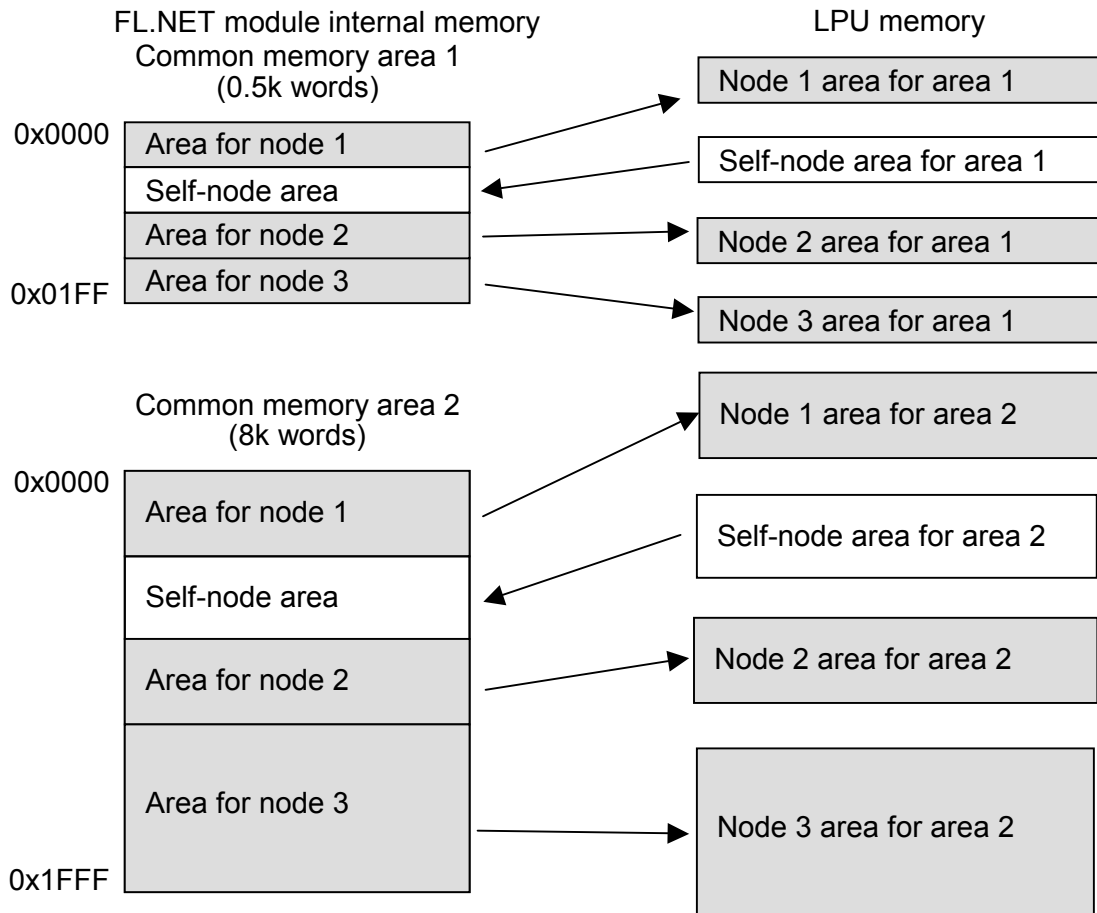 FL.NET module internal memory
Common memory area 1
(0.5k words)
0x0000
Area for node 1
Self-node area
Area for node 2
Area for node 3
0x01FF
LPU memory
Node 1 area for area 1
Self-node area for area 1
Node 2 area for area 1
Node 3 area for area 1
Common memory area 2
(8k words)
0x0000
Area for node 1
Self-node area
Area for node 2
Area for node 3
0x1FFF
Node 1 area for area 2
Self-node area for area 2
Node 2 area for area 2
Node 3 area for area 2